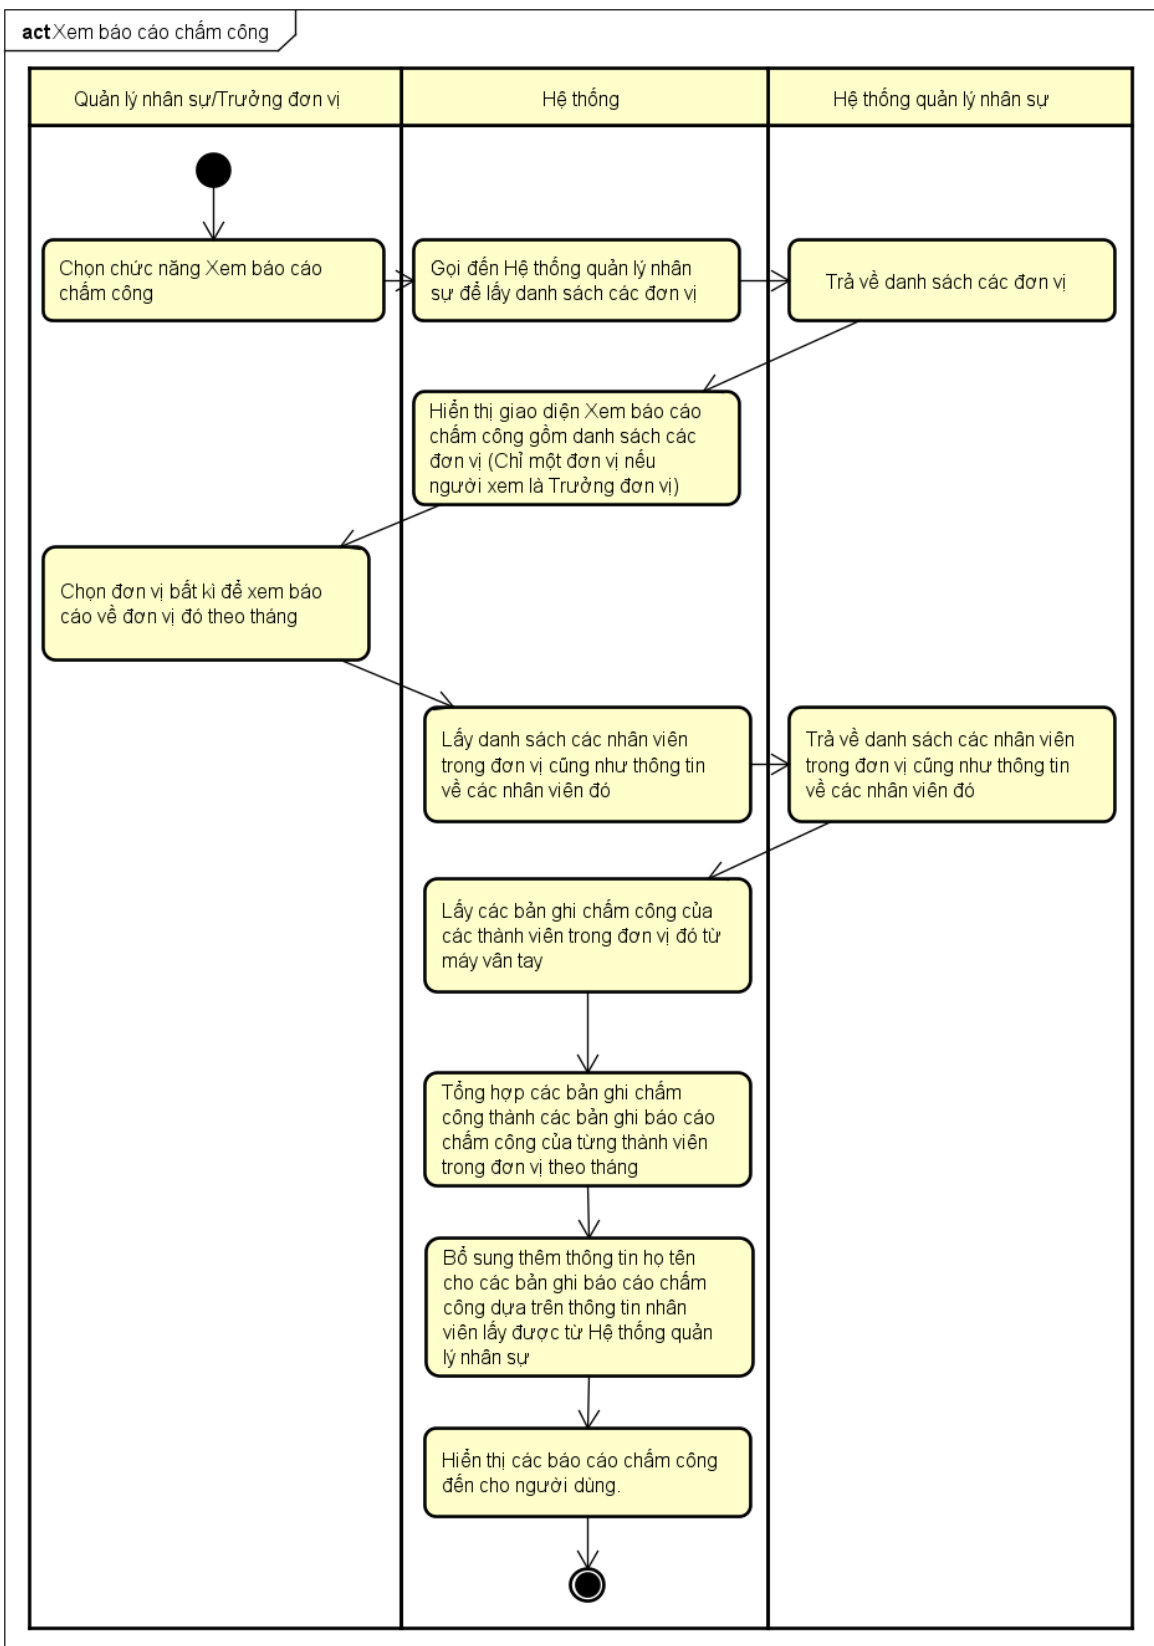 act Xem báo cáo chấm công
Quản lý nhân sự/Trưởng đơn vị
Hệ thống
Hệ thống quản lý nhân sự
Chọn chức năng Xem báo cáo
chấm công
Gọi đến Hệ thống quản lý nhân
sự để lấy danh sách các đơn vị
Trả về danh sách các đơn vị
Hiển thị giao diện Xem báo cáo
chấm công gồm danh sách các
đơn vị (Chỉ một đơn vị nếu
người xem là Trưởng đơn vị)
Chọn đơn vị bất kì để xem báo
cáo về đơn vị đó theo tháng
Lấy danh sách các nhân viên
trong đơn vị cũng như thông tin
về các nhân viên đó
Trả về danh sách các nhân viên
trong đơn vị cũng như thông tin
về các nhân viên đó
Lấy các bản ghi chấm công của
các thành viên trong đơn vị đó từ
máy vân tay
Tổng hợp các bản ghi chấm
công thành các bản ghi báo cáo
chấm công của từng thành viên
trong đơn vị theo tháng
Bổ sung thêm thông tin họ tên
cho các bản ghi báo cáo chấm
công dựa trên thông tin nhân
viên lấy được từ Hệ thống quản
lý nhân sự
Hiển thị các báo cáo chấm công
đến cho người dùng.